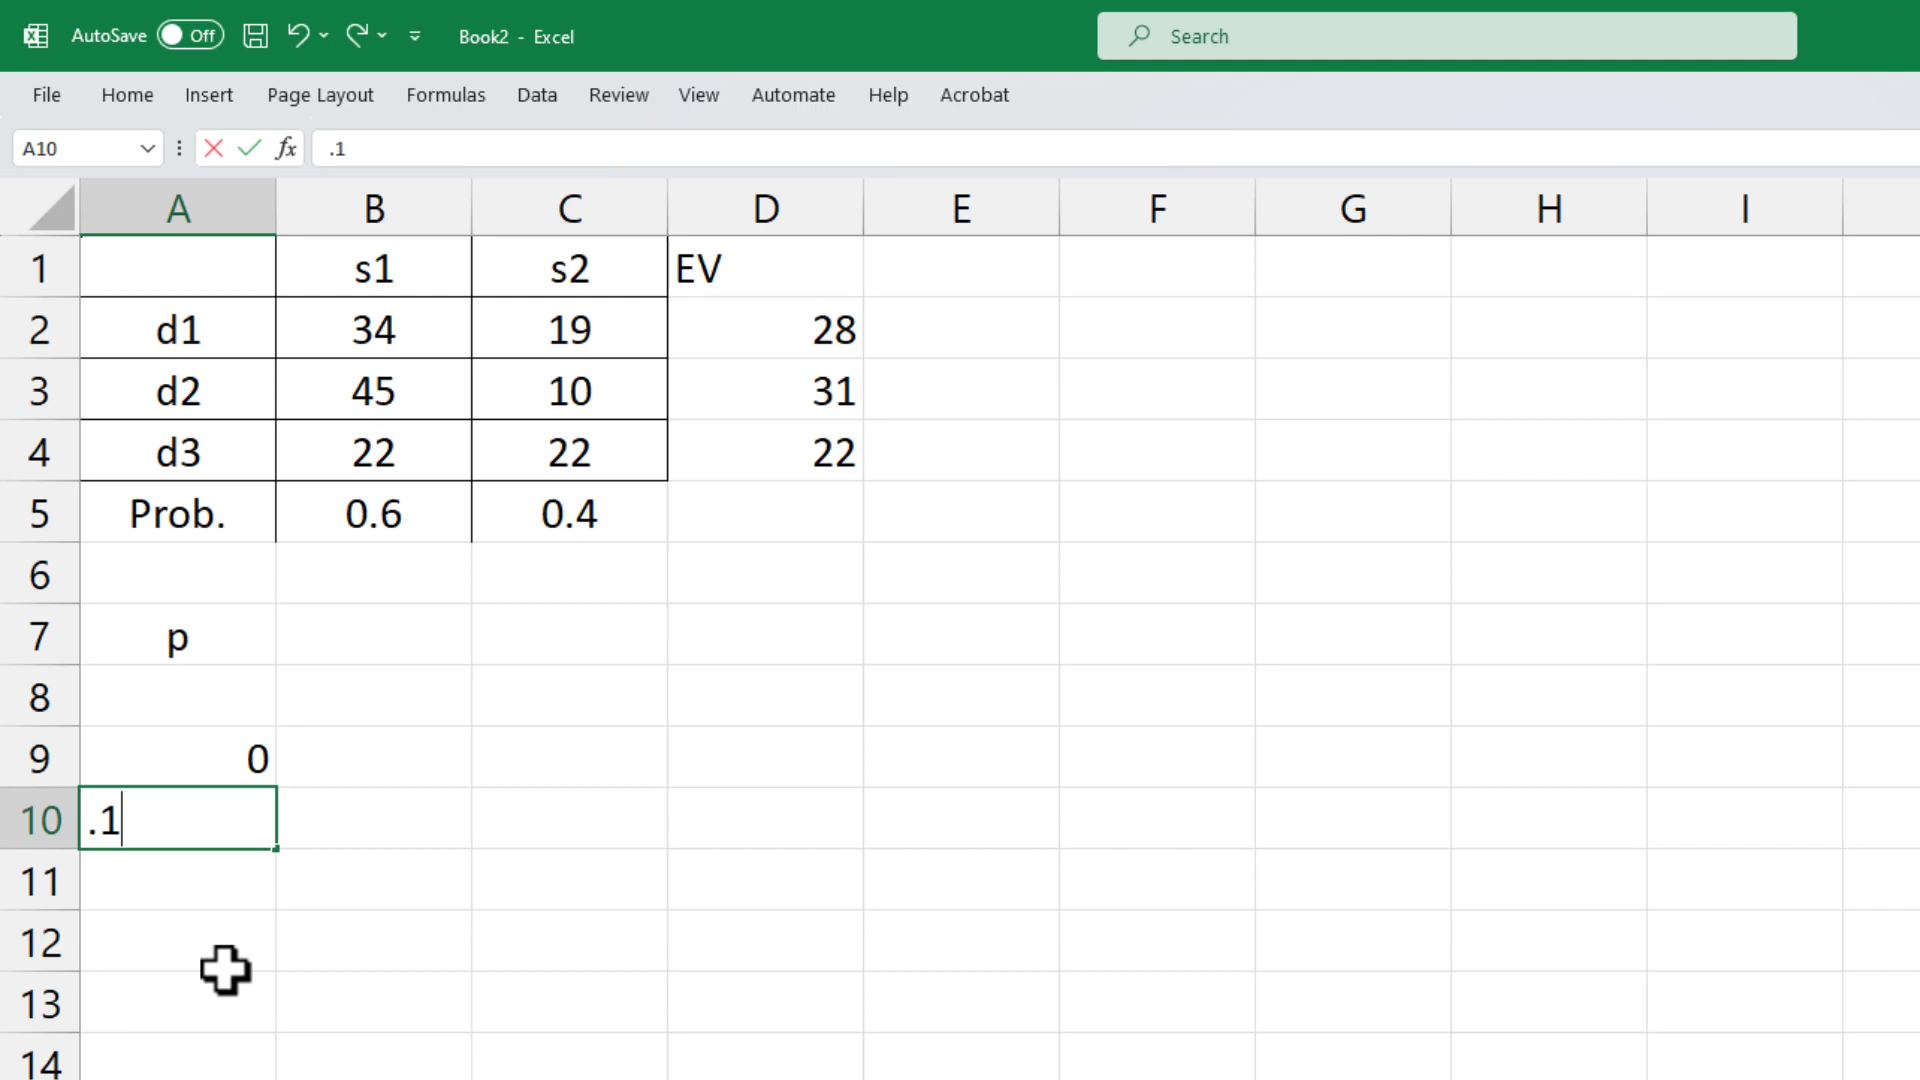 AutoSave Off Book2 - Excel Search
File Home Insert Page Layout Formulas Data Review View Automate Help Acrobat
A10 fx .1
A B C D E F G H I
1 s1 s2 EV
2 d1 34 19 28
3 d2 45 10 31
4 d3 22 22 22
5 Prob. 0.6 0.4
6
7 p
8
9 0
10 .1
11
12
13
14